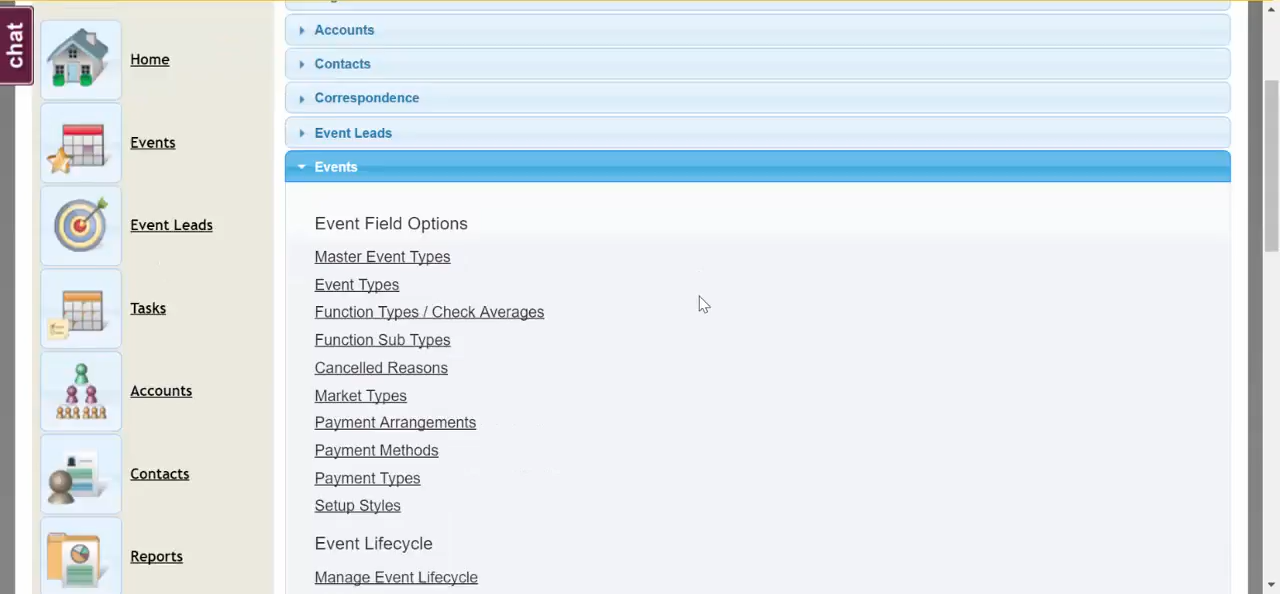 chat
Home
Events
Event Leads
Tasks
Accounts
Contacts
Reports
Accounts
Contacts
Correspondence
Event Leads
Events
Event Field Options
Master Event Types
Event Types
Function Types / Check Averages
Function Sub Types
Cancelled Reasons
Market Types
Payment Arrangements
Payment Methods
Payment Types
Setup Styles
Event Lifecycle
Manage Event Lifecycle